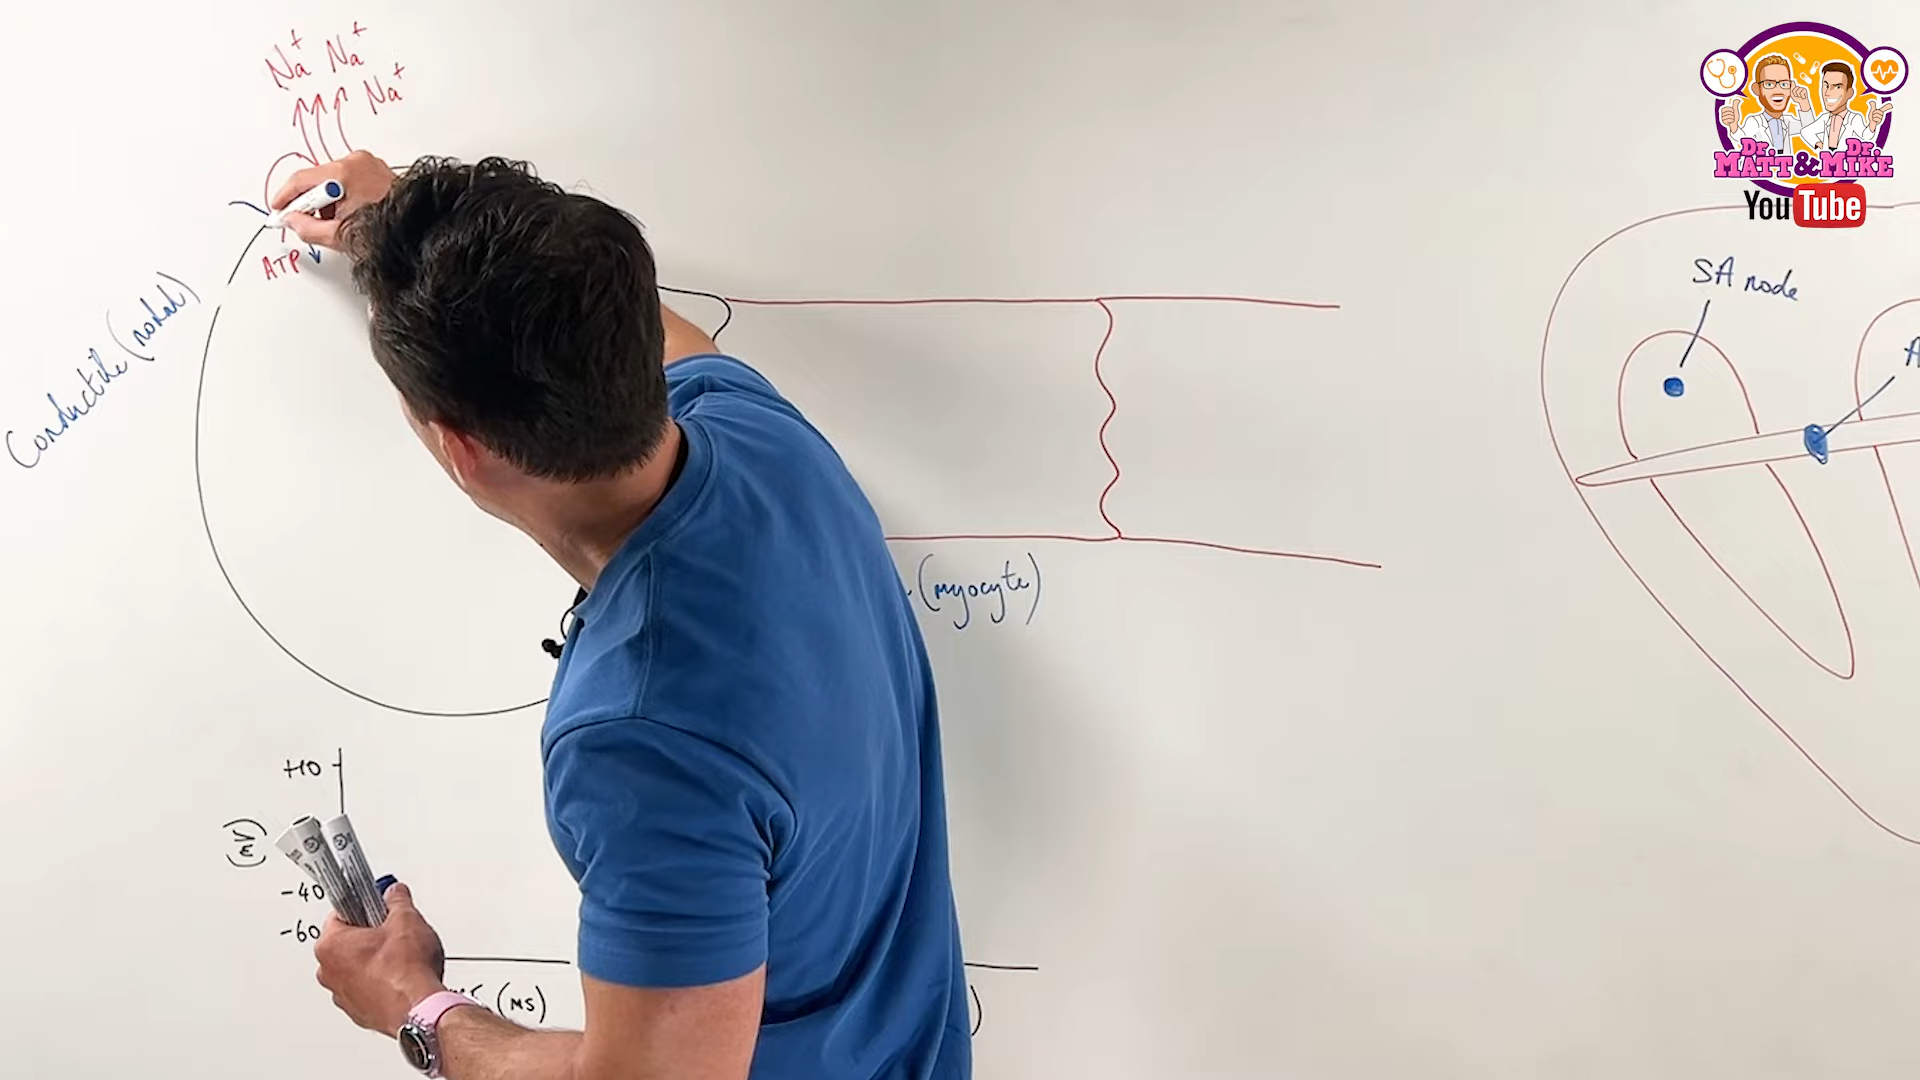 Na+ Na+
Na+
ATP
Conductile (nodal)
SA node
(myocyte)
+10
(mV)
-40
-60
(ms)
)
Dr. Dr.
MATT & MIKE
YouTube